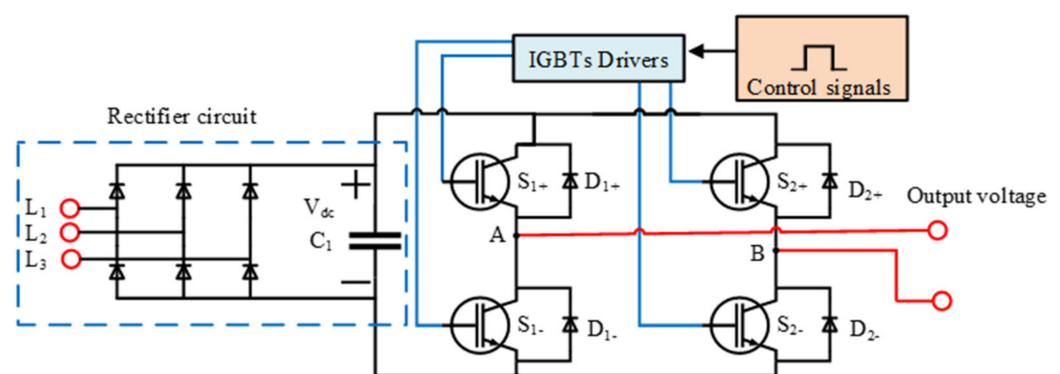 IGBTs Drivers
Control signals
Rectifier circuit
S1+
D1+
S2+
D2+
L1
L2
L3
+
Vdc
C1
−
A
B
Output voltage
S1-
D1-
S2-
D2-